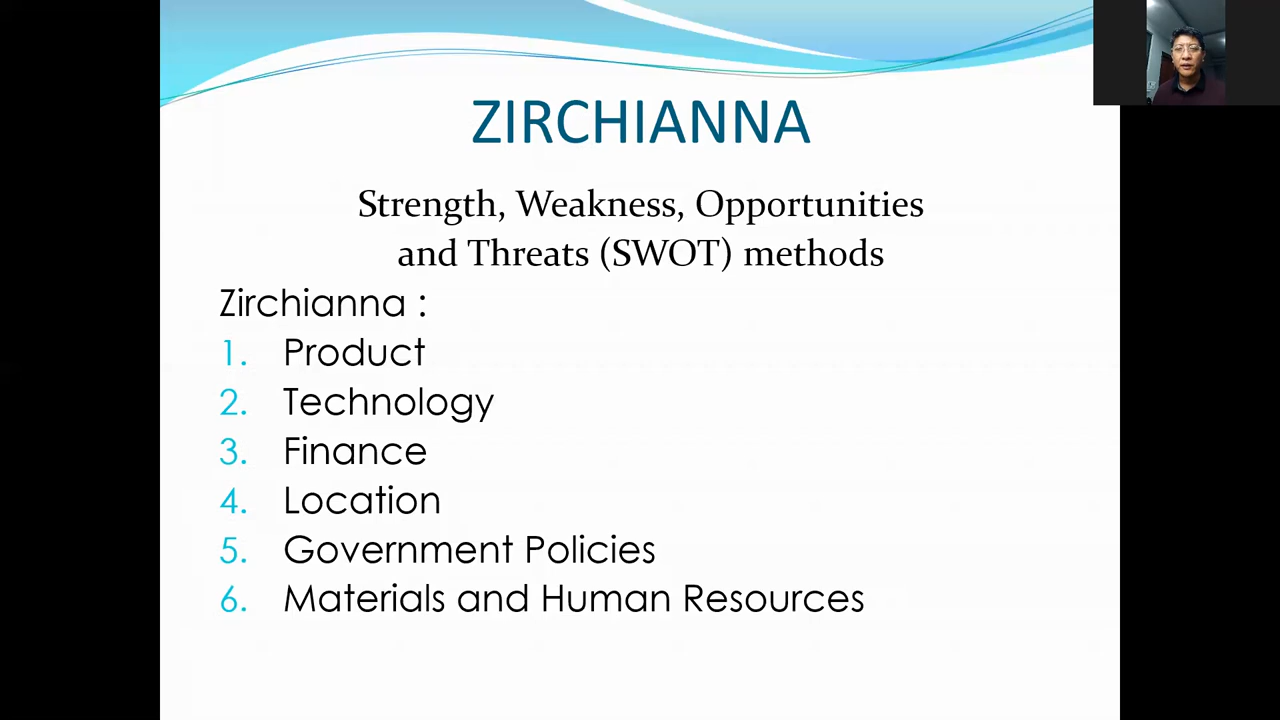 ZIRCHIANNA
Strength, Weakness, Opportunities
and Threats (SWOT) methods
Zirchianna :
1. Product
2. Technology
3. Finance
4. Location
5. Government Policies
6. Materials and Human Resources